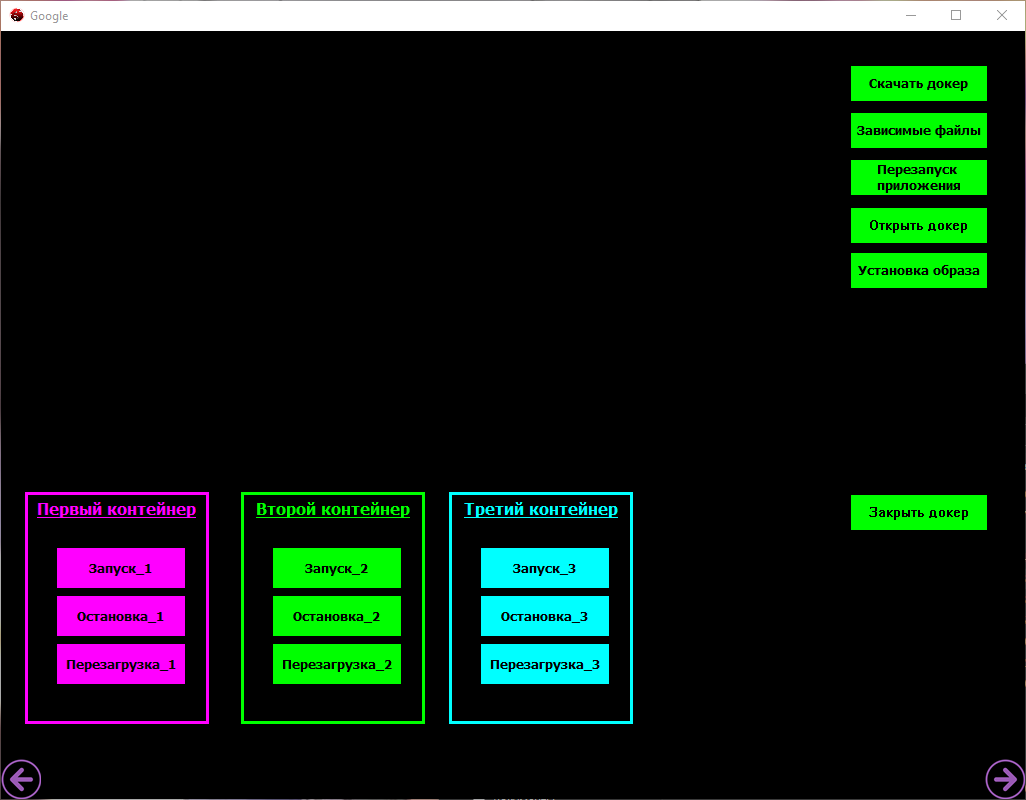 Google
Скачать докер
Зависимые файлы
Перезапуск
приложения
Открыть докер
Установка образа
Первый контейнер
Запуск_1
Остановка_1
Перезагрузка_1
Второй контейнер
Запуск_2
Остановка_2
Перезагрузка_2
Третий контейнер
Запуск_3
Остановка_3
Перезагрузка_3
Закрыть докер